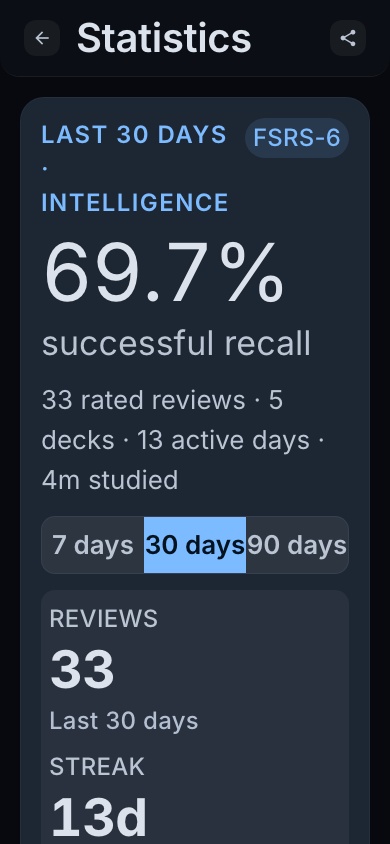 Statistics
LAST 30 DAYS
·
INTELLIGENCE
FSRS-6
69.7%
successful recall
33 rated reviews · 5
decks · 13 active days ·
4m studied
7 days 30 days 90 days
REVIEWS
33
Last 30 days
STREAK
13d